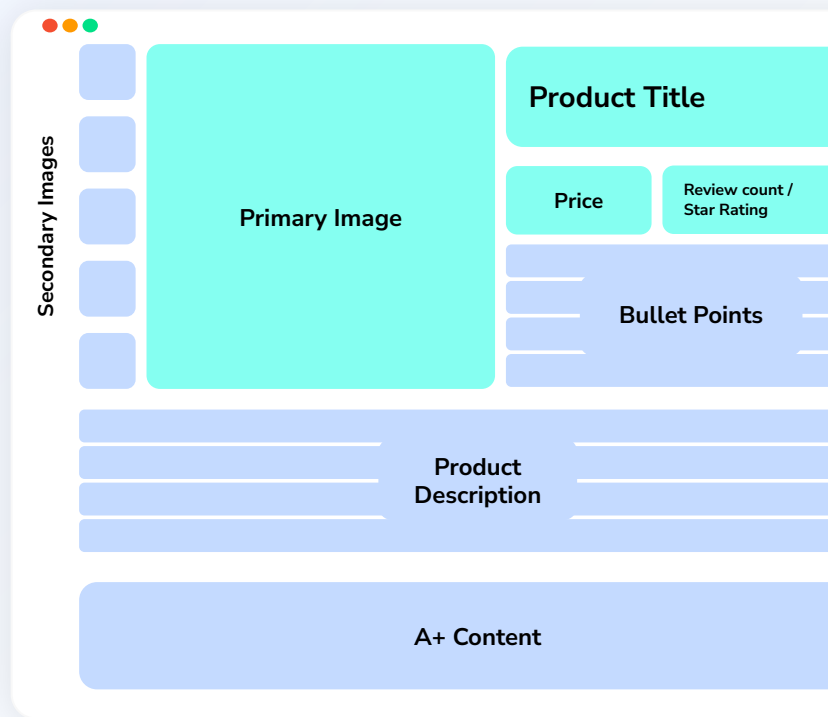 Secondary Images
Primary Image
Product Title
Price
Review count /
Star Rating
Bullet Points
Product
Description
A+ Content